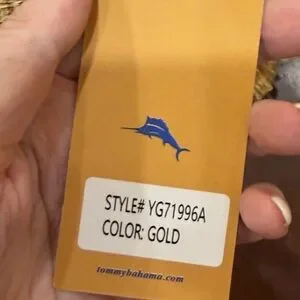 STYLE# YG71996A
COLOR: GOLD
tommybahama.com